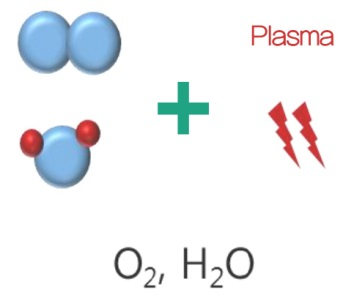 Plasma
O₂, H₂O